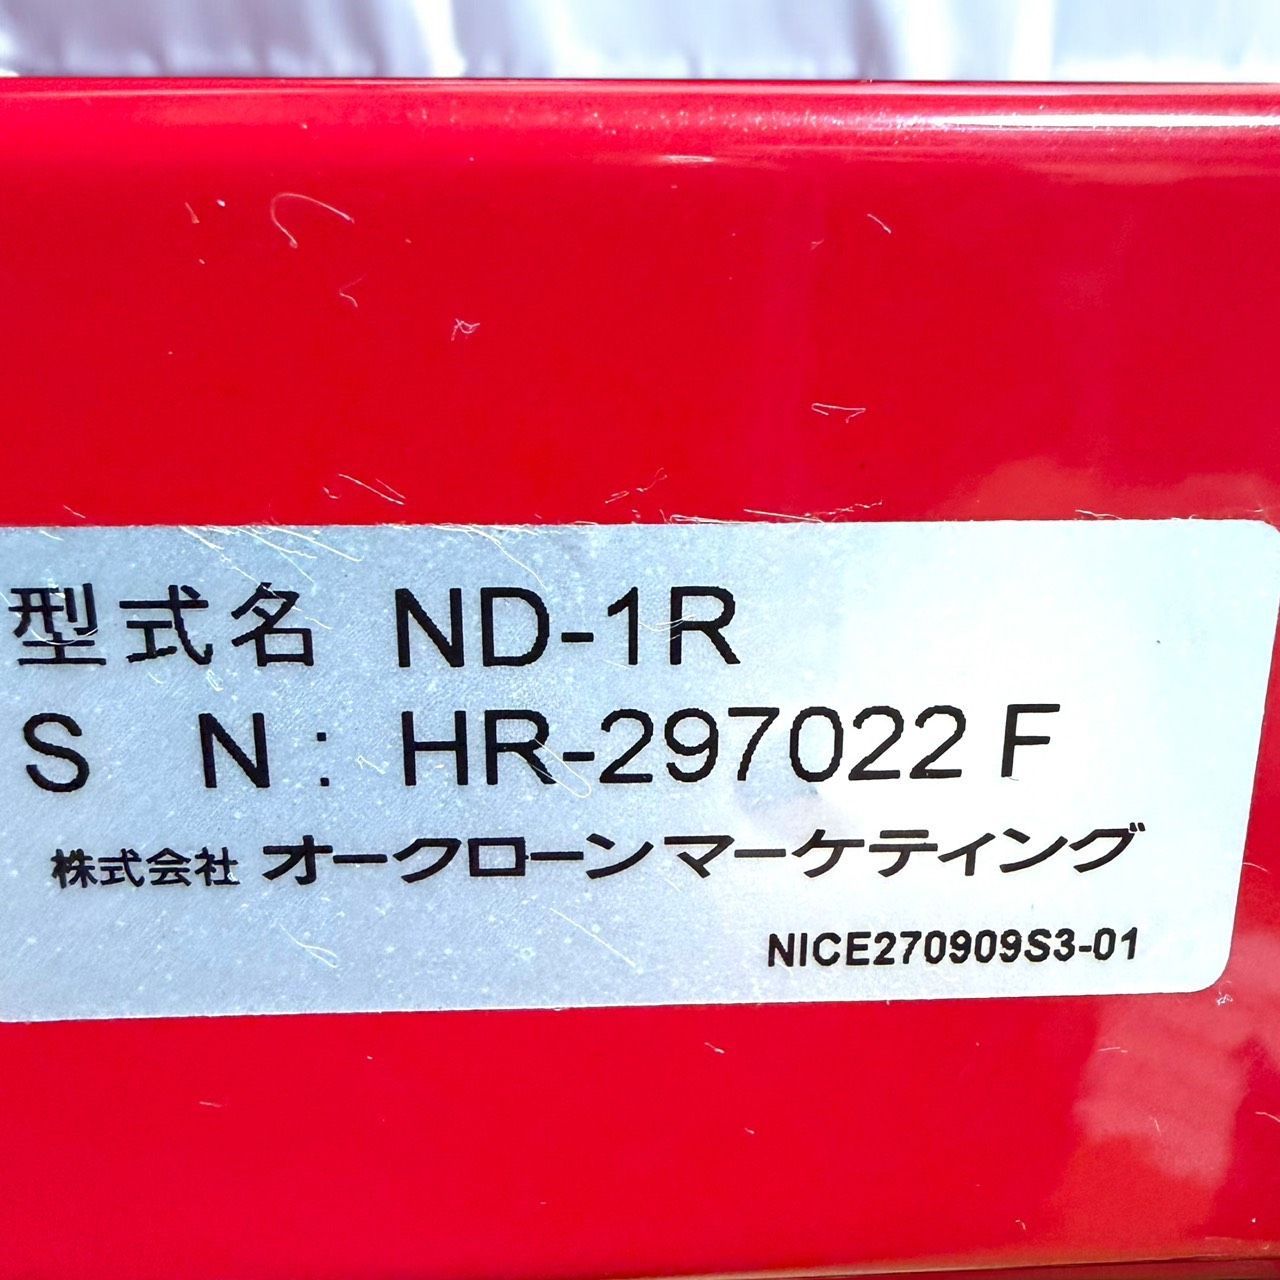 型式名 ND-1R
S N: HR-297022 F
株式会社 オークローンマーケティング
NICE270909S3-01